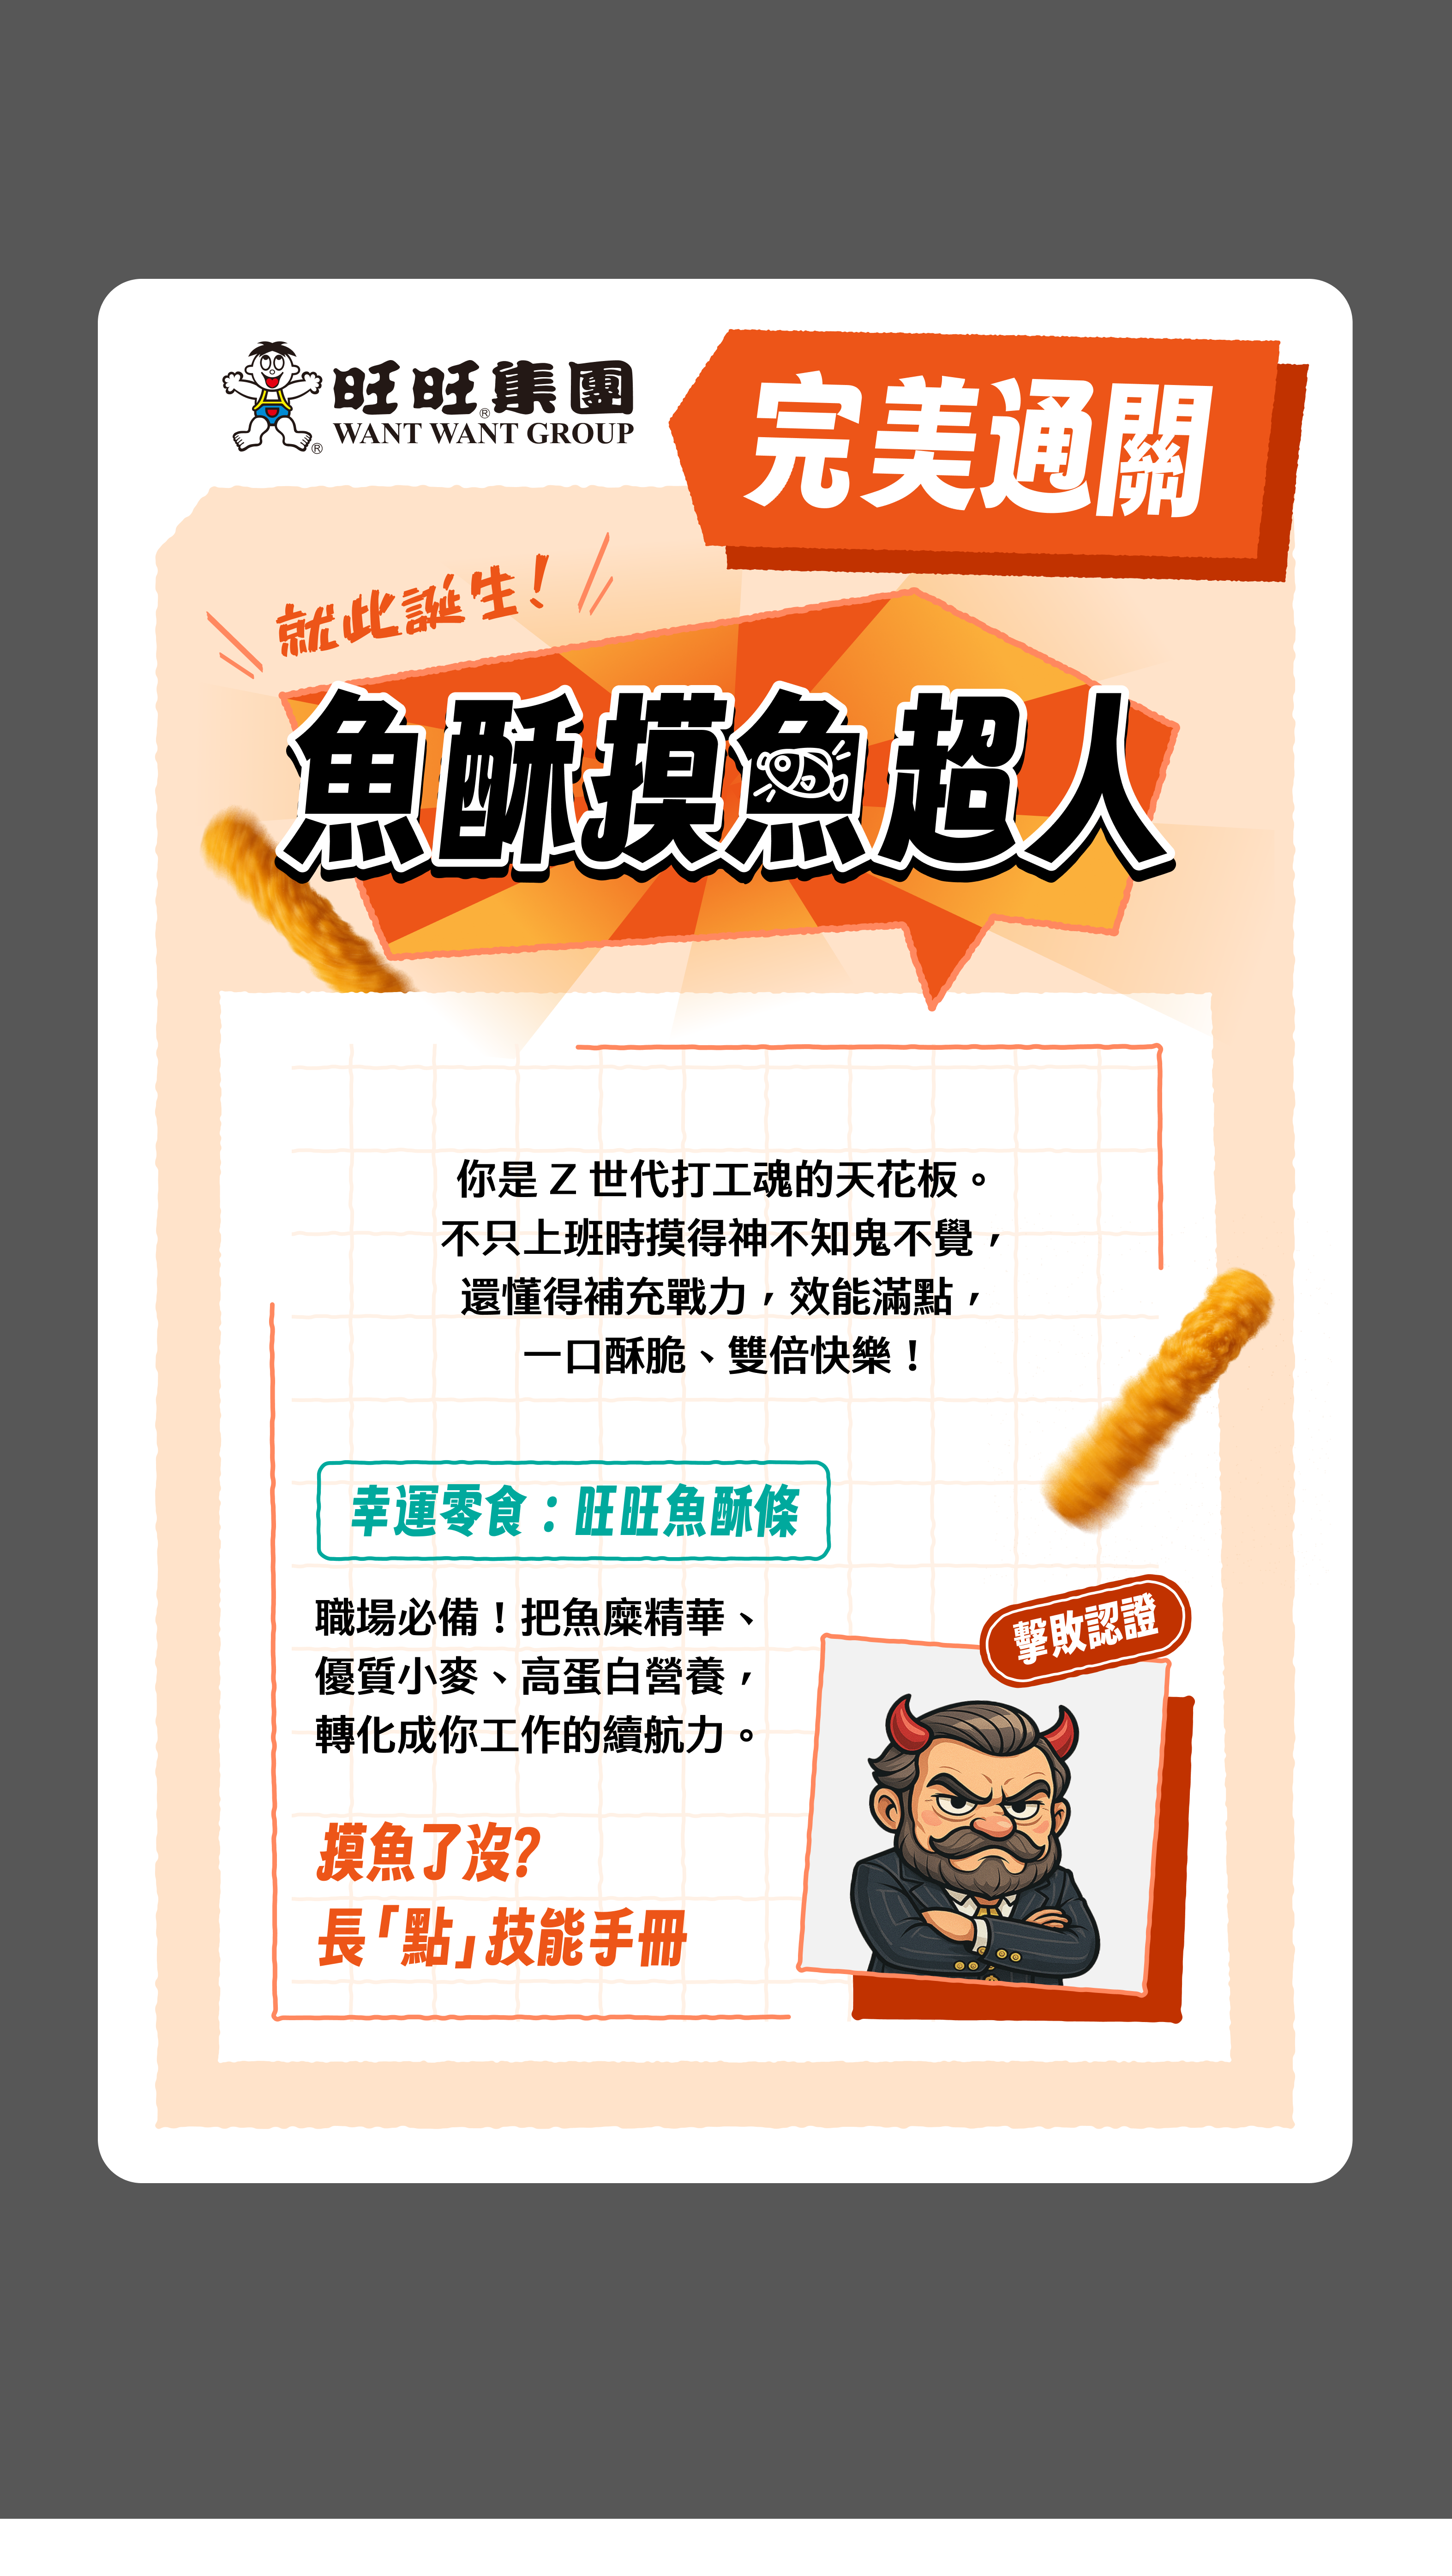 旺旺集團
WANT WANT GROUP
完美通關
就此誕生！
魚酥摸魚超人
你是 Z 世代打工魂的天花板。
不只上班時摸得神不知鬼不覺，
還懂得補充戰力，效能滿點，
一口酥脆、雙倍快樂！
幸運零食：旺旺魚酥條
職場必備！把魚糜精華、
優質小麥、高蛋白營養，
轉化成你工作的續航力。
擊敗認證
摸魚了沒？
長「點」技能手冊